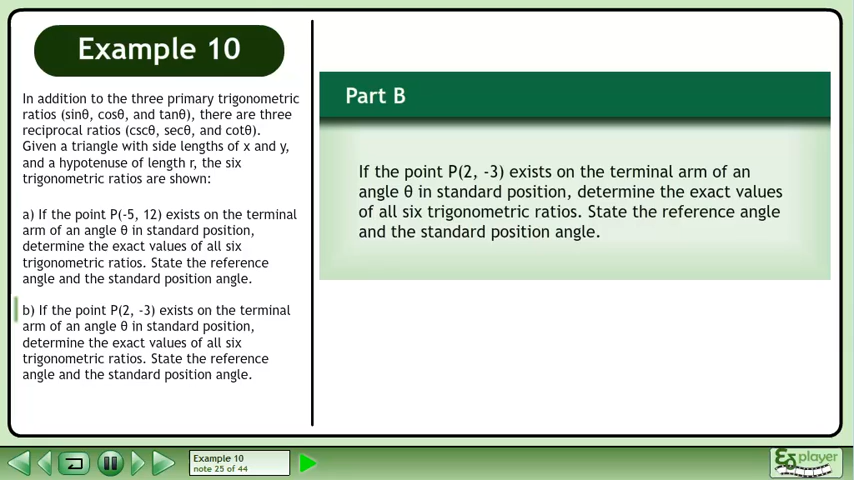 Example 10
In addition to the three primary trigonometric
ratios (sinθ, cosθ, and tanθ), there are three
reciprocal ratios (cscθ, secθ, and cotθ).
Given a triangle with side lengths of x and y,
and a hypotenuse of length r, the six
trigonometric ratios are shown:
a) If the point P(-5, 12) exists on the terminal
arm of an angle θ in standard position,
determine the exact values of all six
trigonometric ratios. State the reference
angle and the standard position angle.
b) If the point P(2, -3) exists on the terminal
arm of an angle θ in standard position,
determine the exact values of all six
trigonometric ratios. State the reference
angle and the standard position angle.
Part B
If the point P(2, -3) exists on the terminal arm of an
angle θ in standard position, determine the exact values
of all six trigonometric ratios. State the reference angle
and the standard position angle.
Example 10
note 25 of 44
player